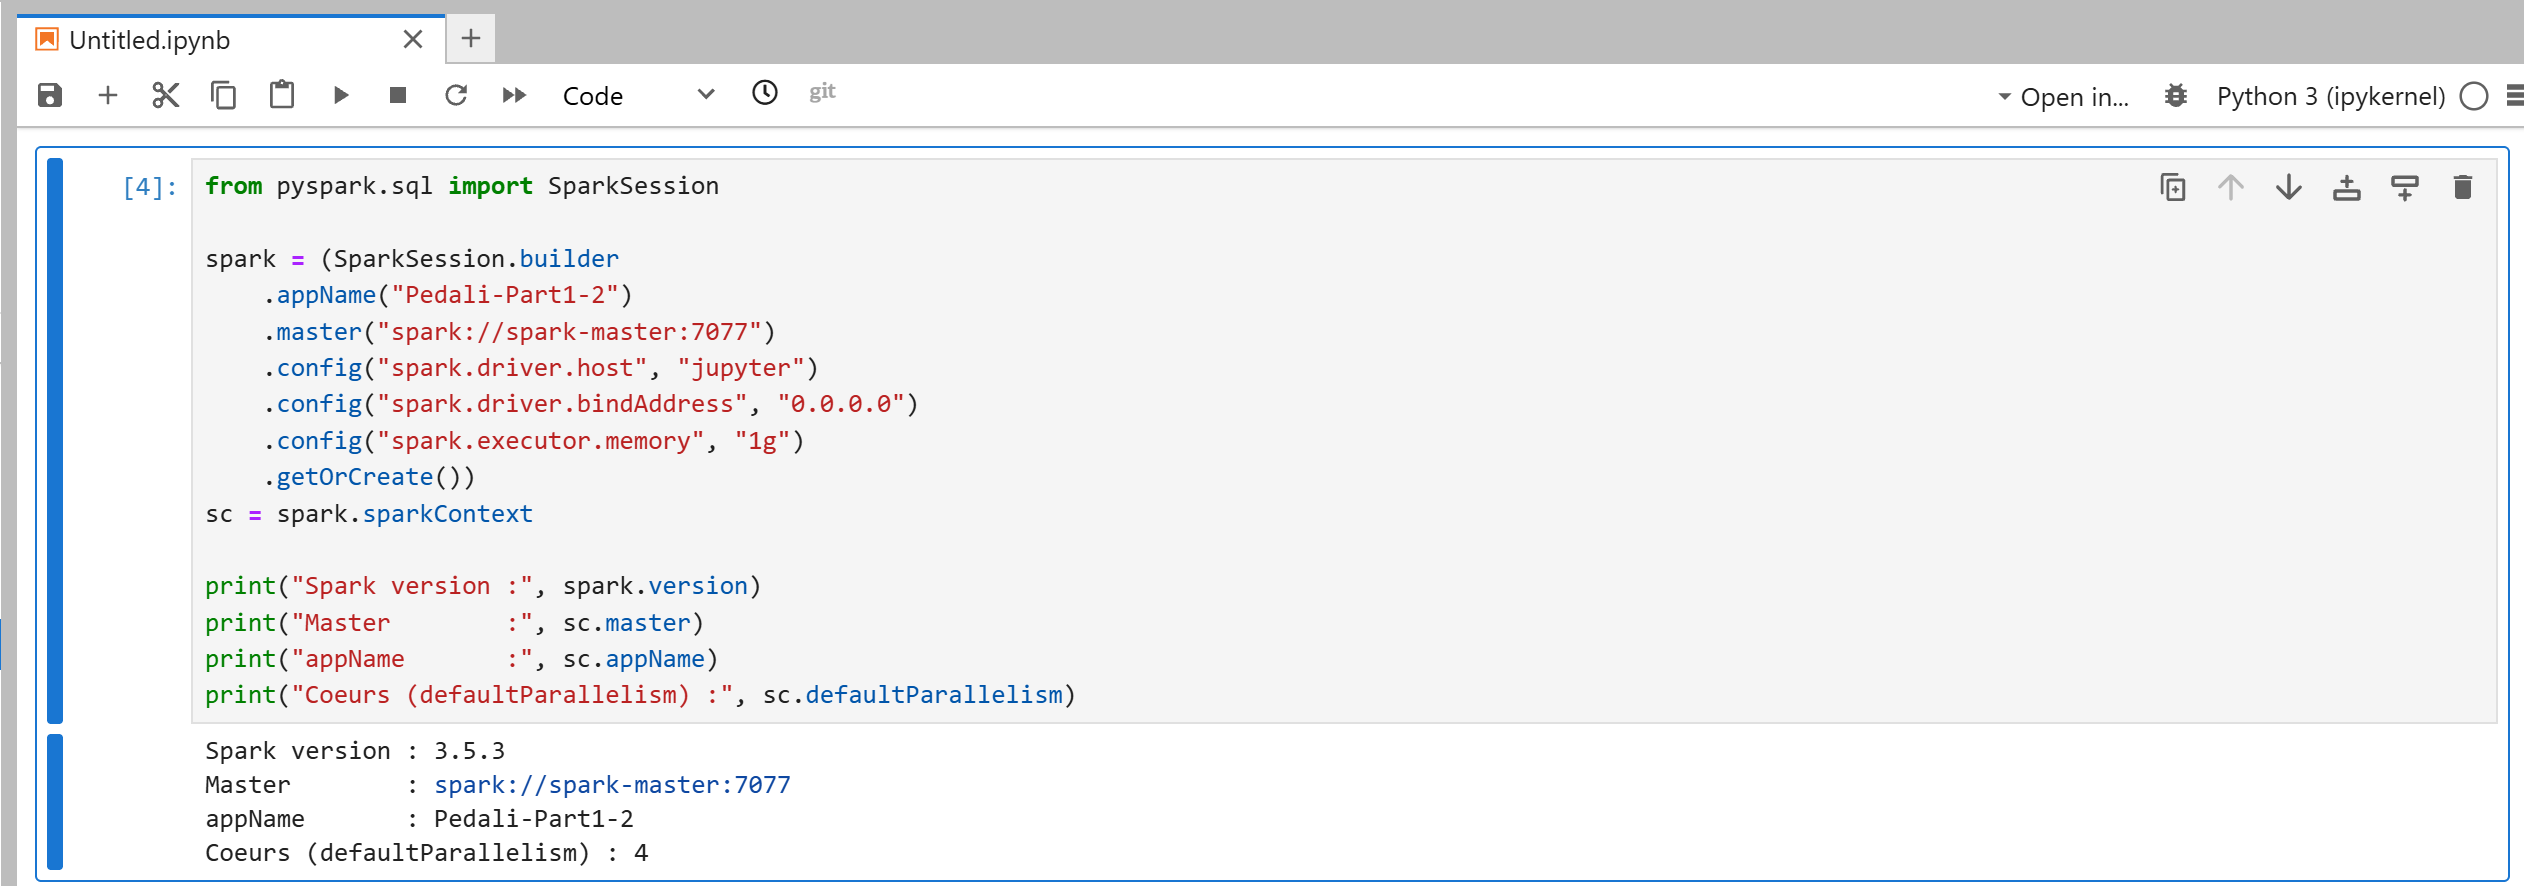 Untitled.ipynb
Code git Open in... Python 3 (ipykernel)
[4]: from pyspark.sql import SparkSession
spark = (SparkSession.builder
    .appName("Pedali-Part1-2")
    .master("spark://spark-master:7077")
    .config("spark.driver.host", "jupyter")
    .config("spark.driver.bindAddress", "0.0.0.0")
    .config("spark.executor.memory", "1g")
    .getOrCreate())
sc = spark.sparkContext
print("Spark version :", spark.version)
print("Master        :", sc.master)
print("appName       :", sc.appName)
print("Coeurs (defaultParallelism) :", sc.defaultParallelism)
Spark version : 3.5.3
Master        : spark://spark-master:7077
appName       : Pedali-Part1-2
Coeurs (defaultParallelism) : 4